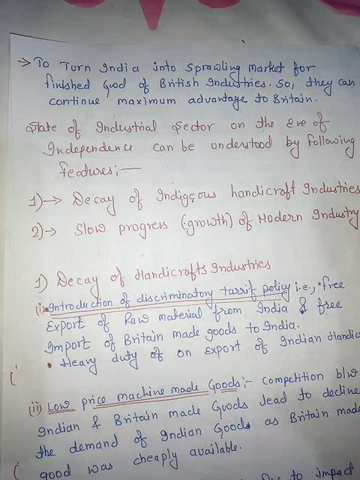 → To Turn India into Sprawling market for
finished Good of British Industries. So, they can
continue maximum advantage to Britain.
State of Industrial Sector on the Eve of
Independence can be understood by following
features;—
1)→ Decay of Indigeous handicraft Industries
2)→ Slow progress (growth) of Modern Industry
1) Decay of Handicrafts Industries
(i) Introduction of discriminatory tarrif policy i.e., • free
Export of Raw material from India & free
Import of Britain made goods to India.
• Heavy duty on export of Indian Handic
(ii) Low price machine made Goods:- competition b/w
Indian & Britain made Goods lead to decline
the demand of Indian Goods as Britain made
good was cheaply available.
Due to impact